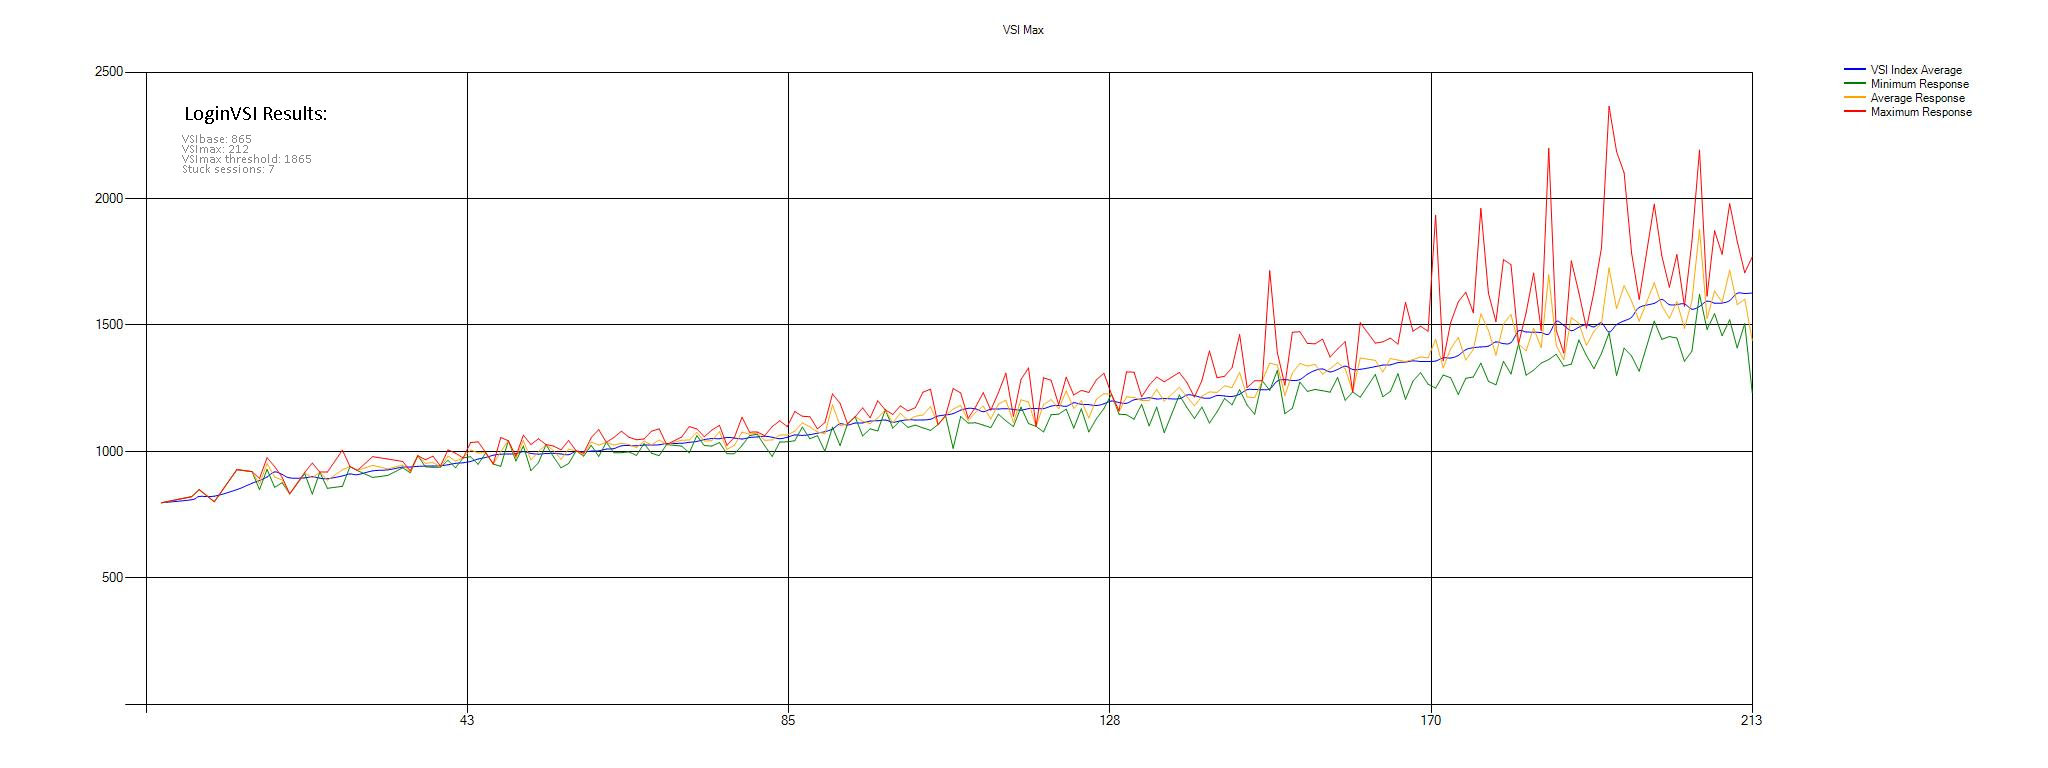 VSI Max
2500
2000
1500
1000
500
LoginVSI Results:
VSIbase: 865
VSImax: 212
VSImax threshold: 1865
Stuck sessions: 7
VSI Index Average
Minimum Response
Average Response
Maximum Response
43
85
128
170
213